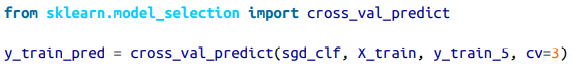 from sklearn.model_selection import cross_val_predict
y_train_pred = cross_val_predict(sgd_clf, X_train, y_train_5, cv=3)